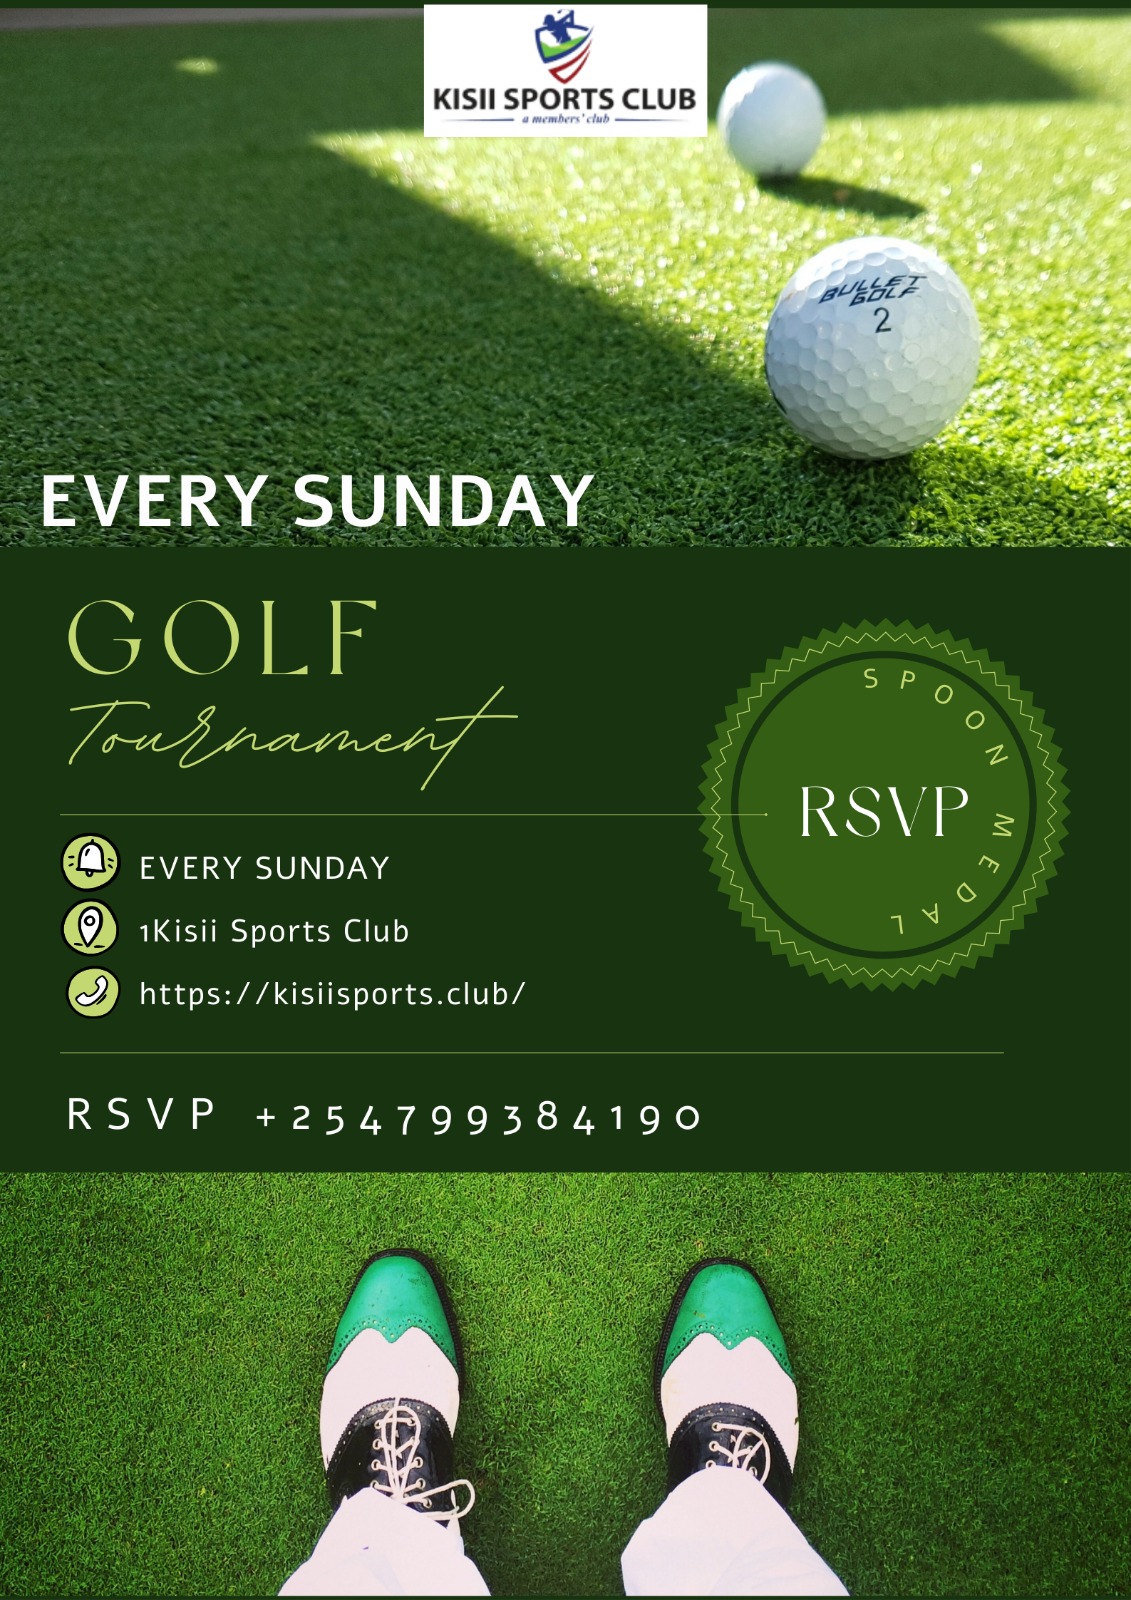 KISII SPORTS CLUB
a members' club
BULLET
GOLF
2
EVERY SUNDAY
GOLF
Tournament
SPOON MEDAL
RSVP
EVERY SUNDAY
1Kisii Sports Club
https://kisiisports.club/
RSVP +254799384190